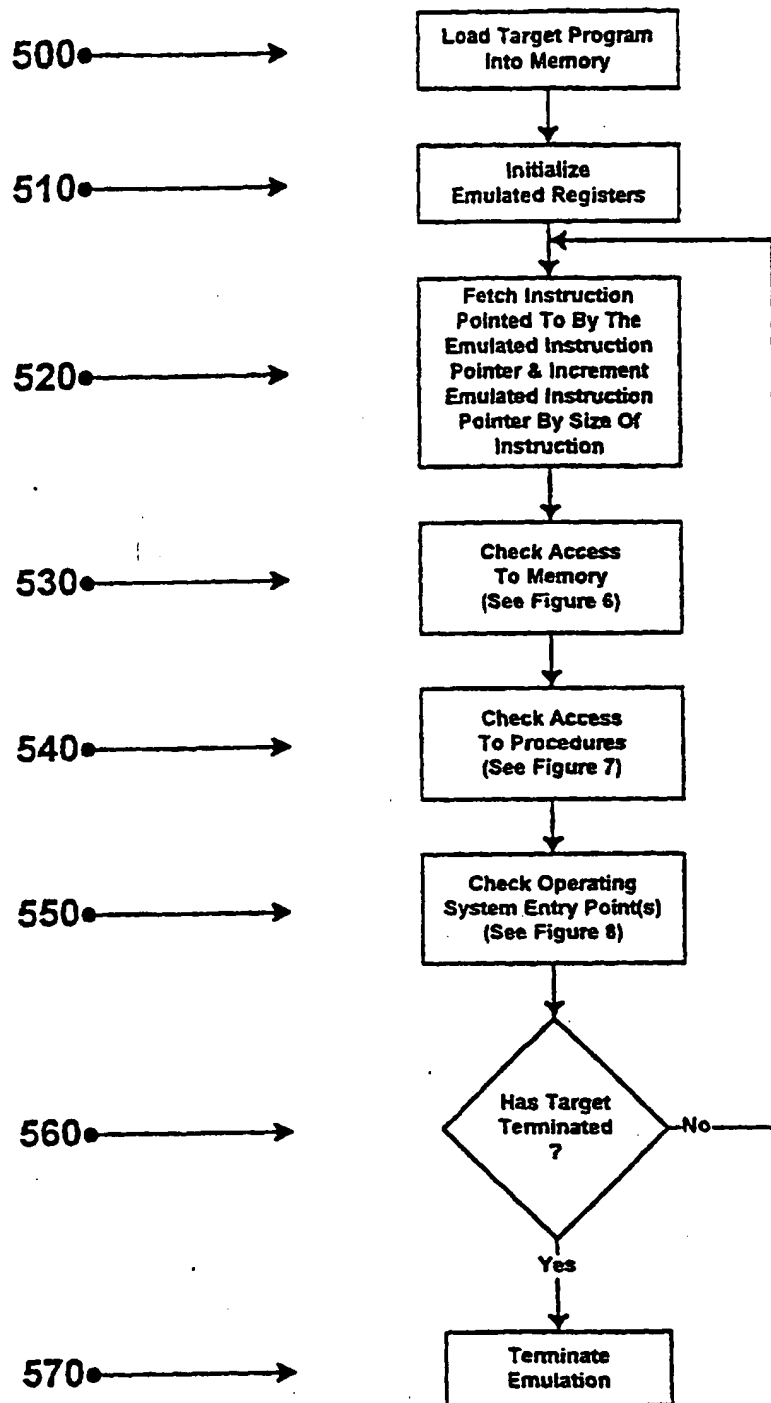 500
Load Target Program
Into Memory
510
Initialize
Emulated Registers
520
Fetch Instruction
Pointed To By The
Emulated Instruction
Pointer & Increment
Emulated Instruction
Pointer By Size Of
Instruction
530
Check Access
To Memory
(See Figure 6)
540
Check Access
To Procedures
(See Figure 7)
550
Check Operating
System Entry Point(s)
(See Figure 8)
560
Has Target
Terminated
?
No
Yes
570
Terminate
Emulation